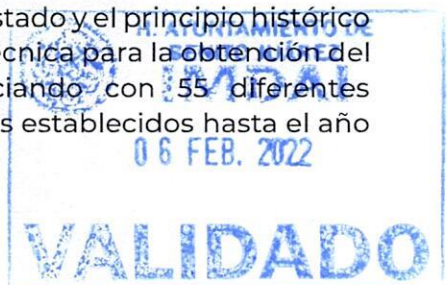 stado y el principio histórico
H. AYUNTAMIENTO DE
écnica para la obtención del
ciando con 55 diferentes
s establecidos hasta el año
06 FEB. 2022
VALIDADO